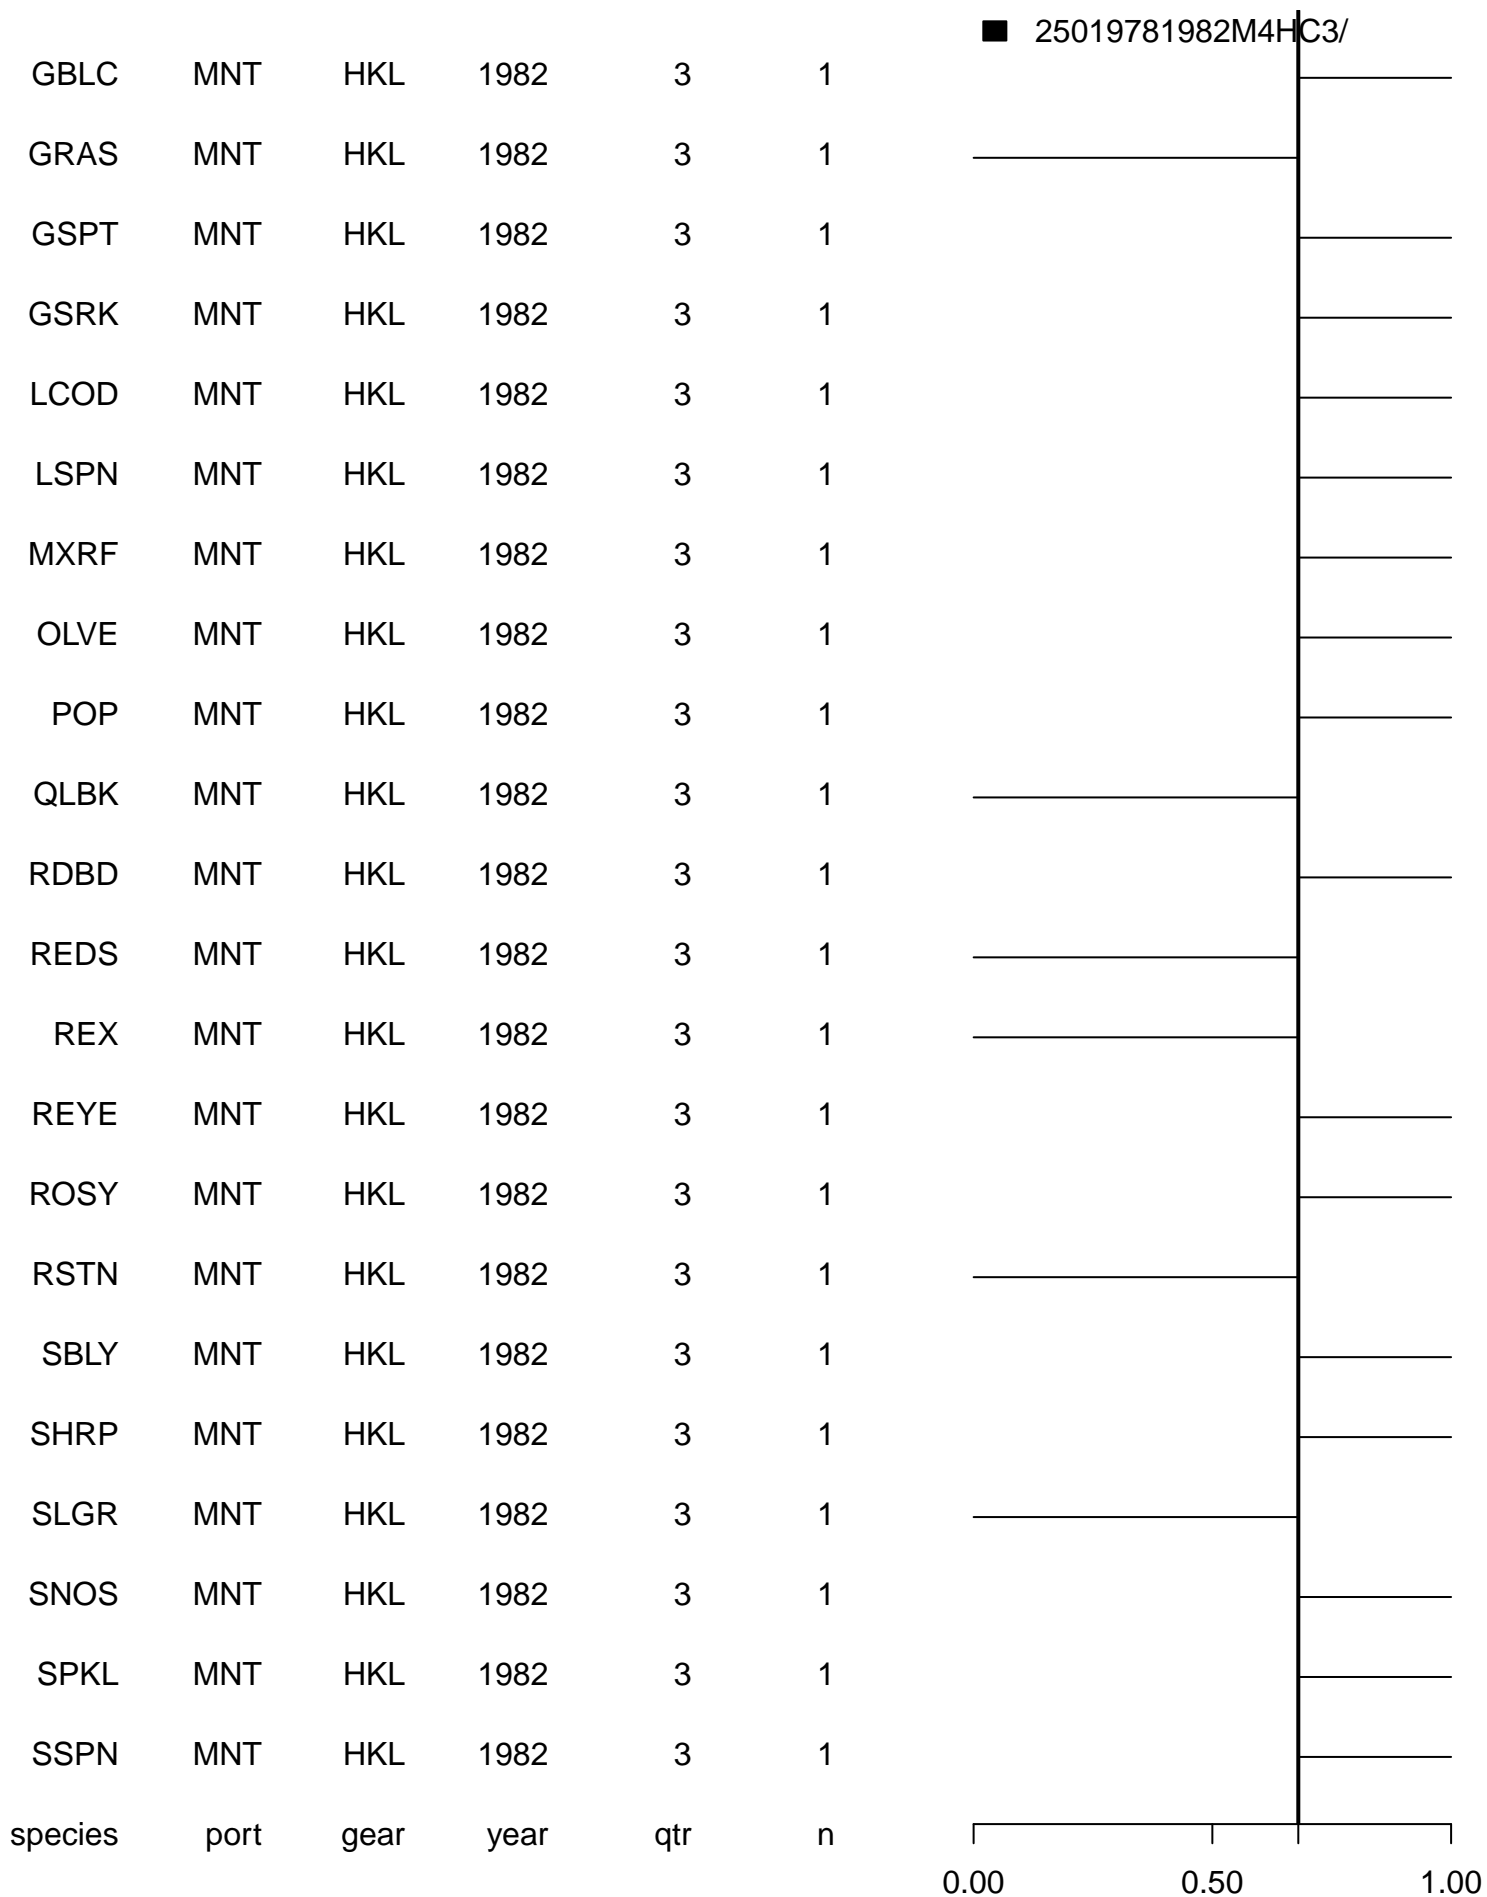 25019781982M4HC3/
GBLC MNT HKL 1982 3 1
GRAS MNT HKL 1982 3 1
GSPT MNT HKL 1982 3 1
GSRK MNT HKL 1982 3 1
LCOD MNT HKL 1982 3 1
LSPN MNT HKL 1982 3 1
MXRF MNT HKL 1982 3 1
OLVE MNT HKL 1982 3 1
POP MNT HKL 1982 3 1
QLBK MNT HKL 1982 3 1
RDBD MNT HKL 1982 3 1
REDS MNT HKL 1982 3 1
REX MNT HKL 1982 3 1
REYE MNT HKL 1982 3 1
ROSY MNT HKL 1982 3 1
RSTN MNT HKL 1982 3 1
SBLY MNT HKL 1982 3 1
SHRP MNT HKL 1982 3 1
SLGR MNT HKL 1982 3 1
SNOS MNT HKL 1982 3 1
SPKL MNT HKL 1982 3 1
SSPN MNT HKL 1982 3 1
species port gear year qtr n
0.00 0.50 1.00